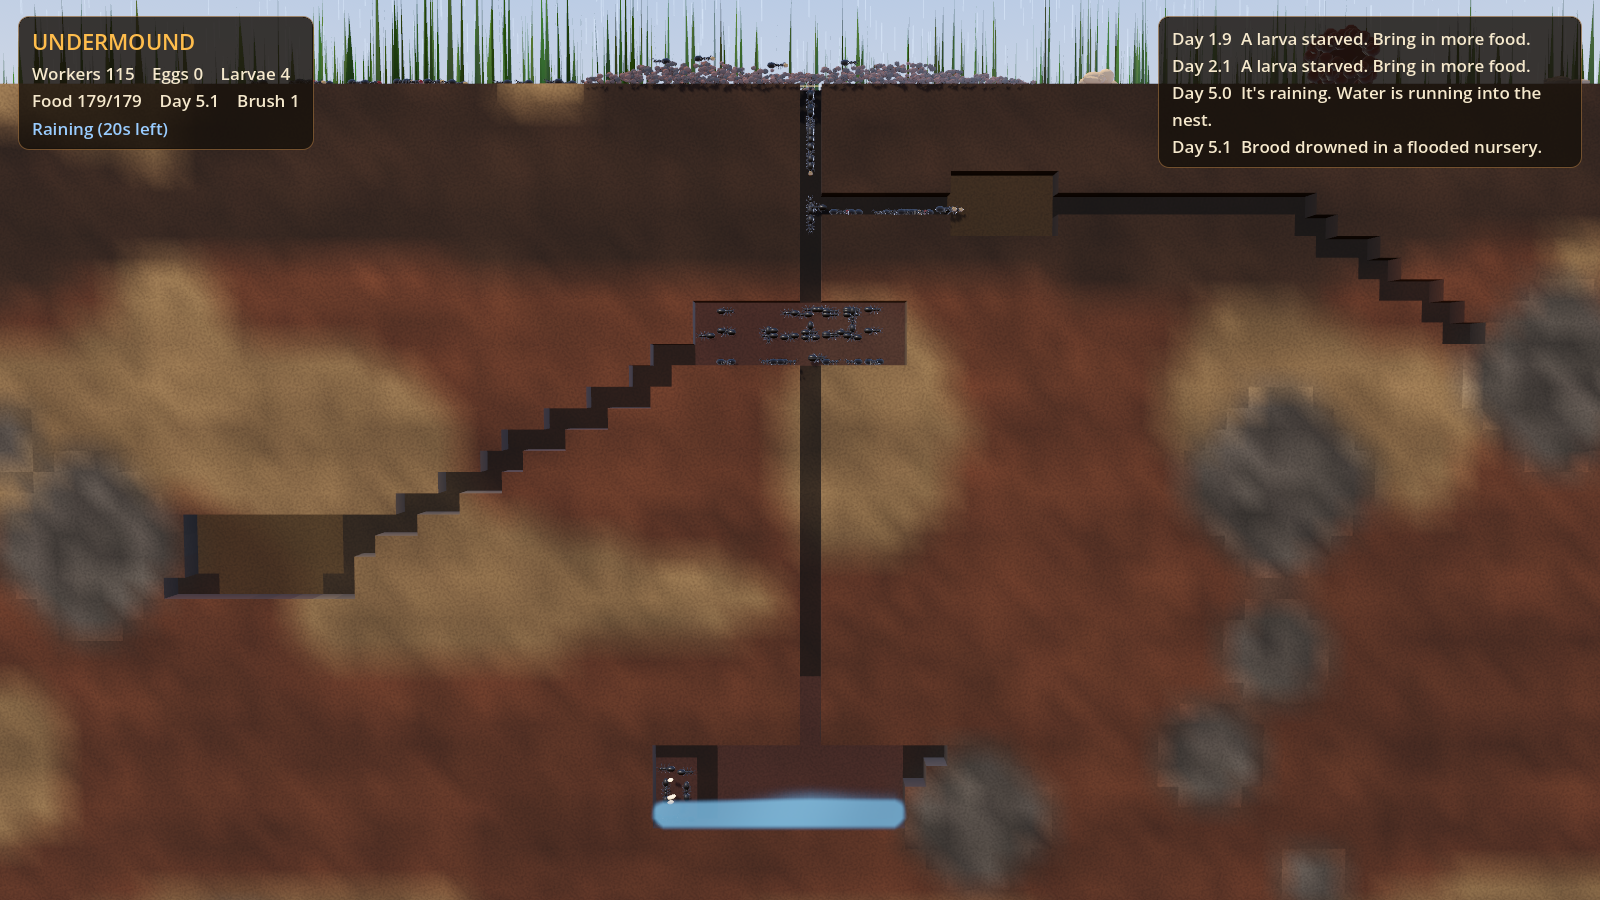 UNDERMOUND
Workers 115 Eggs 0 Larvae 4
Food 179/179 Day 5.1 Brush 1
Raining (20s left)
Day 1.9 A larva starved. Bring in more food.
Day 2.1 A larva starved. Bring in more food.
Day 5.0 It's raining. Water is running into the
nest.
Day 5.1 Brood drowned in a flooded nursery.